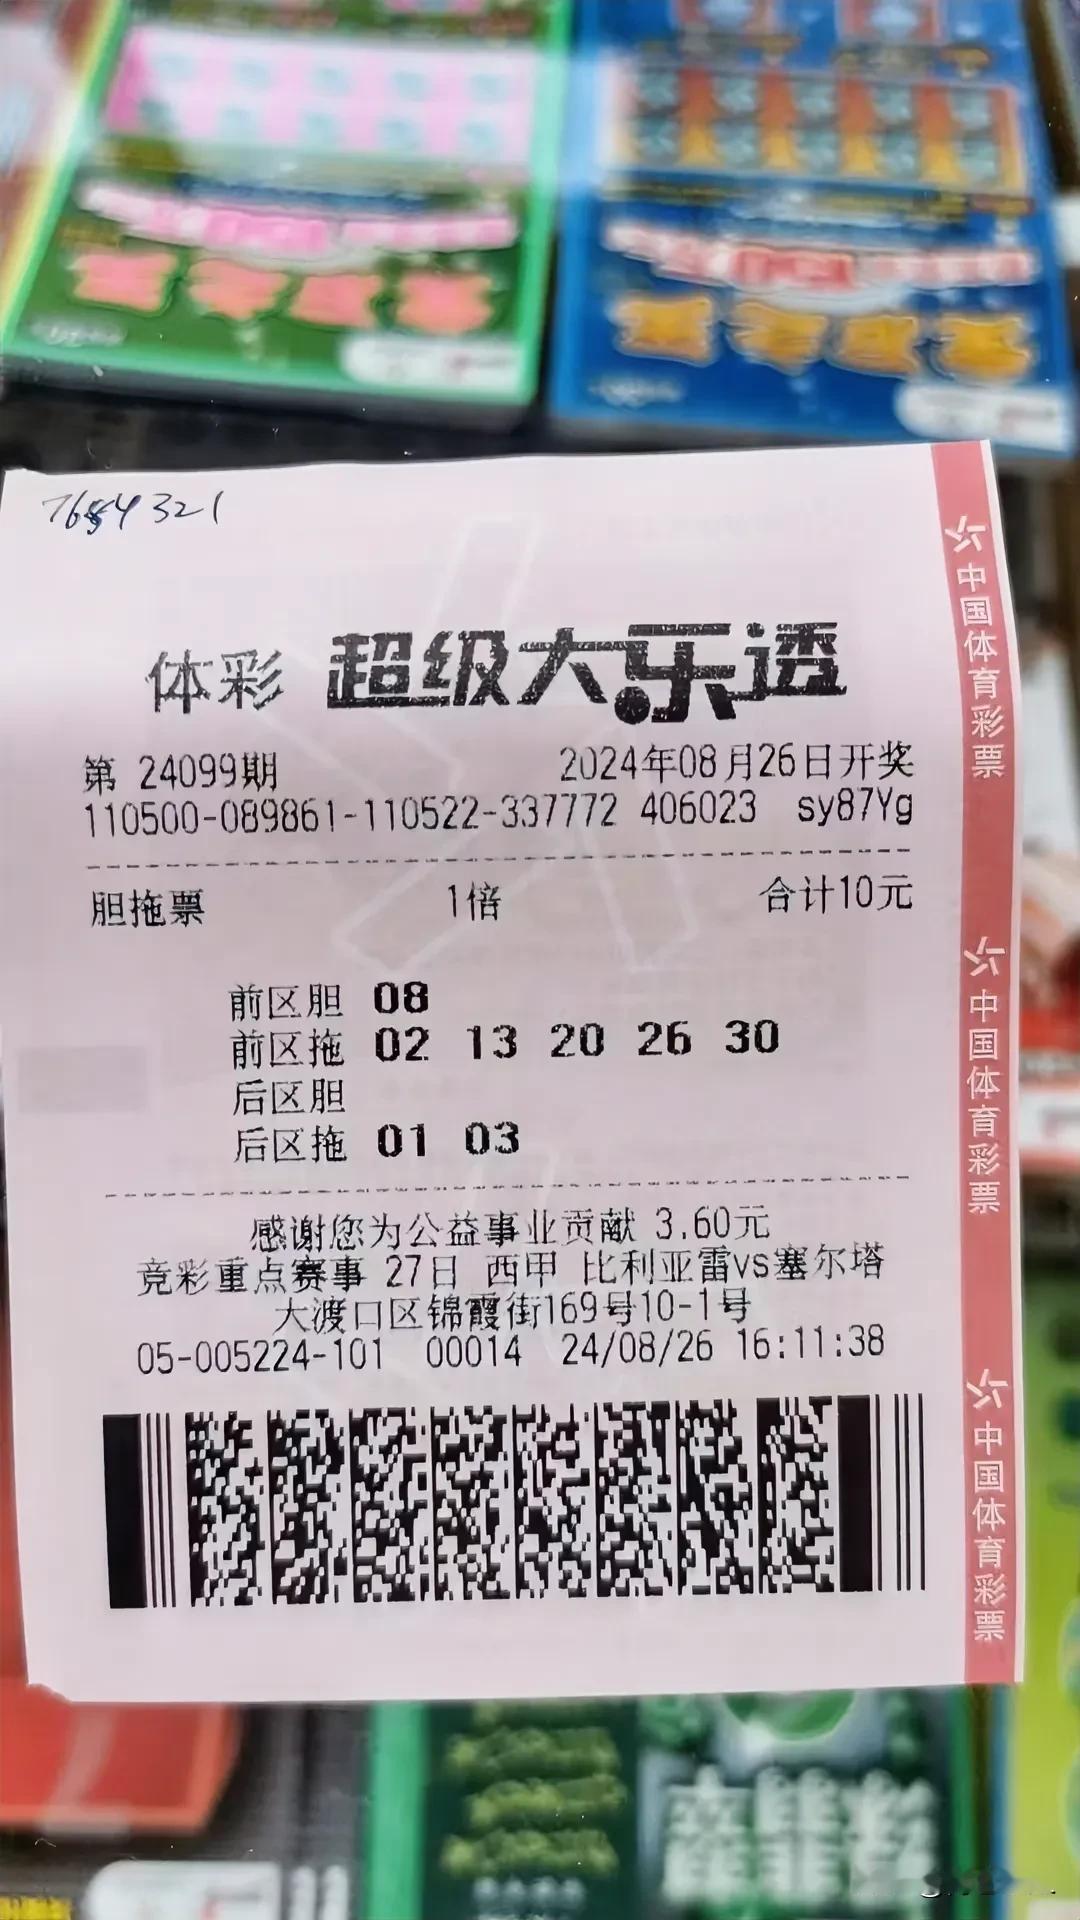 7654321
体彩 超级大乐透
第 24099期 2024年08月26日开奖
110500-089861-110522-337772 406023 sy87Yg
胆拖票 1倍 合计10元
前区胆 08
前区拖 02 13 20 26 30
后区胆
后区拖 01 03
感谢您为公益事业贡献 3.60元
竞彩重点赛事 27日 西甲 比利亚雷vs塞尔塔
大渡口区锦霞街169号10-1号
05-005224-101 00014 24/08/26 16:11:38
中国体育彩票
中国体育彩票
中国体育彩票